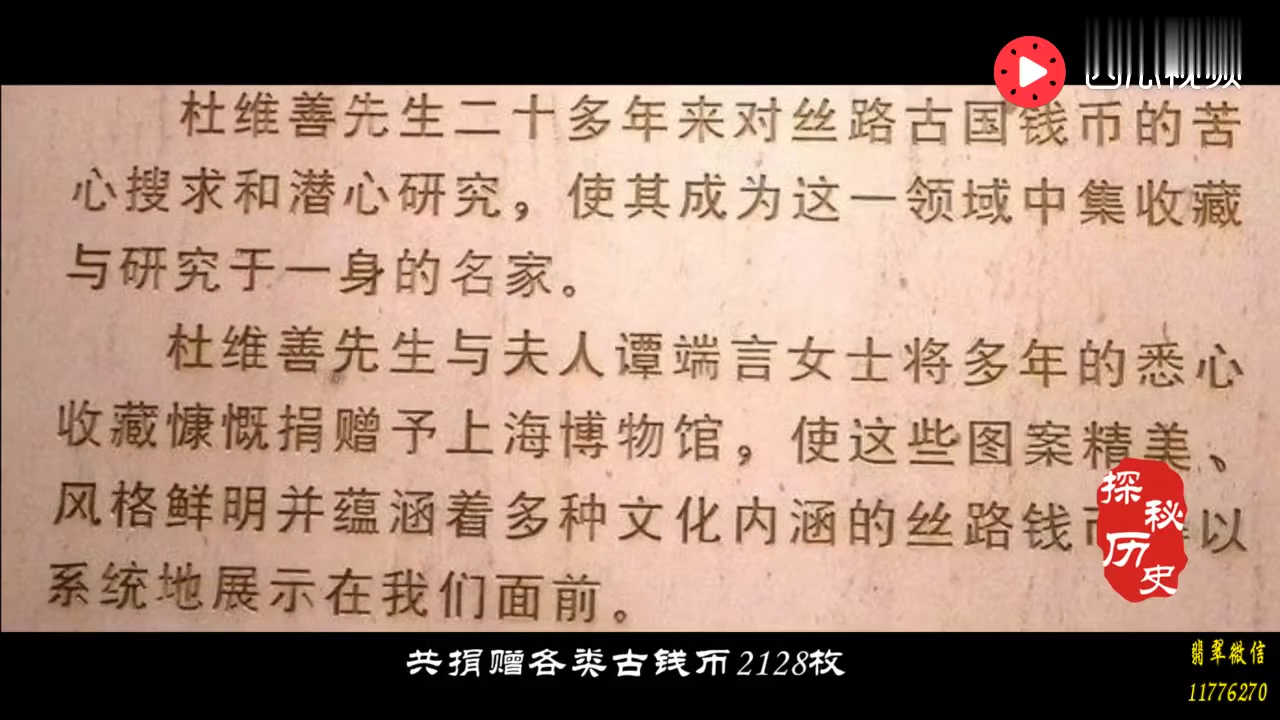 杜维善先生二十多年来对丝路古国钱币的苦
心搜求和潜心研究，使其成为这一领域中集收藏
与研究于一身的名家。
杜维善先生与夫人谭端言女士将多年的悉心
收藏慷慨捐赠予上海博物馆，使这些图案精美、
风格鲜明并蕴涵着多种文化内涵的丝路钱 以
系统地展示在我们面前。
探秘历史
共捐赠各类古钱币2128枚
翡翠微信
11776270